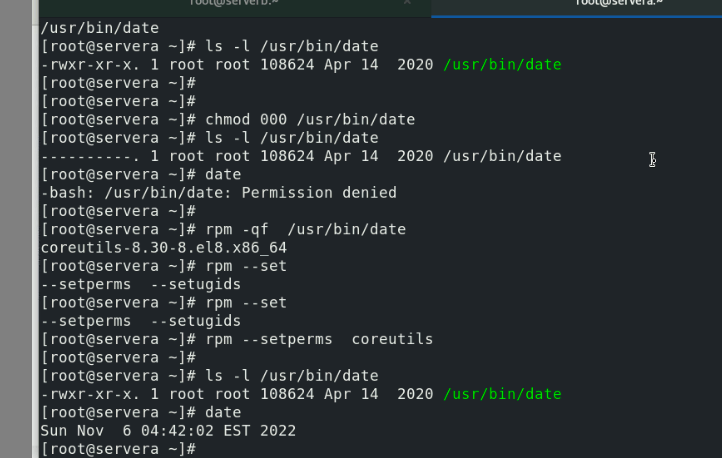 root@serverb:~
root@servera:~
/usr/bin/date
[root@servera ~]# ls -l /usr/bin/date
-rwxr-xr-x. 1 root root 108624 Apr 14  2020 /usr/bin/date
[root@servera ~]#
[root@servera ~]#
[root@servera ~]# chmod 000 /usr/bin/date
[root@servera ~]# ls -l /usr/bin/date
----------. 1 root root 108624 Apr 14  2020 /usr/bin/date
[root@servera ~]# date
-bash: /usr/bin/date: Permission denied
[root@servera ~]#
[root@servera ~]# rpm -qf  /usr/bin/date
coreutils-8.30-8.el8.x86_64
[root@servera ~]# rpm --set
--setperms  --setugids
[root@servera ~]# rpm --set
--setperms  --setugids
[root@servera ~]# rpm --setperms  coreutils
[root@servera ~]#
[root@servera ~]# ls -l /usr/bin/date
-rwxr-xr-x. 1 root root 108624 Apr 14  2020 /usr/bin/date
[root@servera ~]# date
Sun Nov  6 04:42:02 EST 2022
[root@servera ~]#